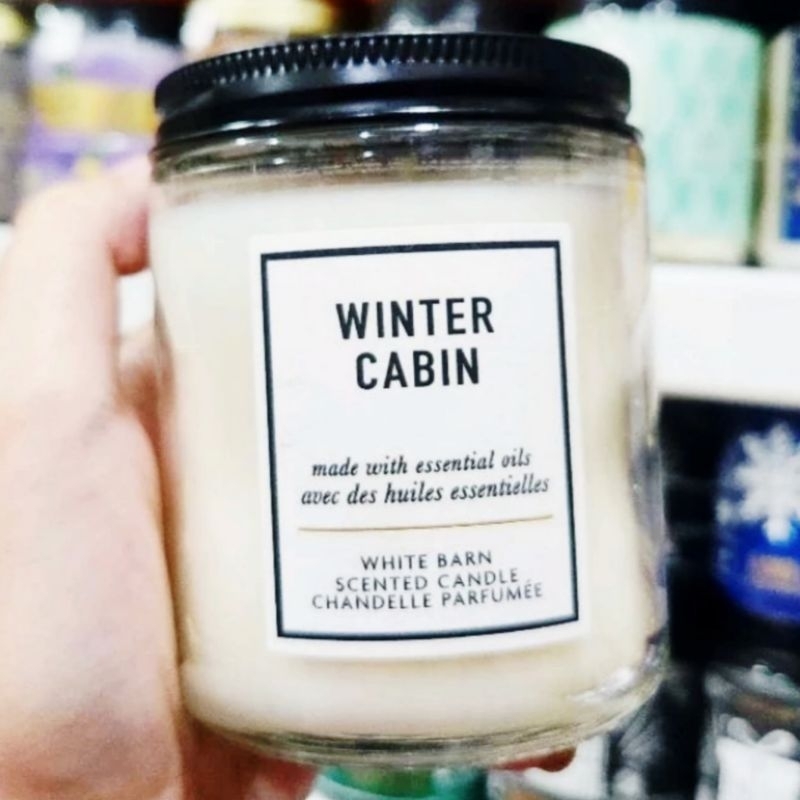 WINTER
CABIN
made with essential oils
avec des huiles essentielles
WHITE BARN
SCENTED CANDLE
CHANDELLE PARFUMÉE